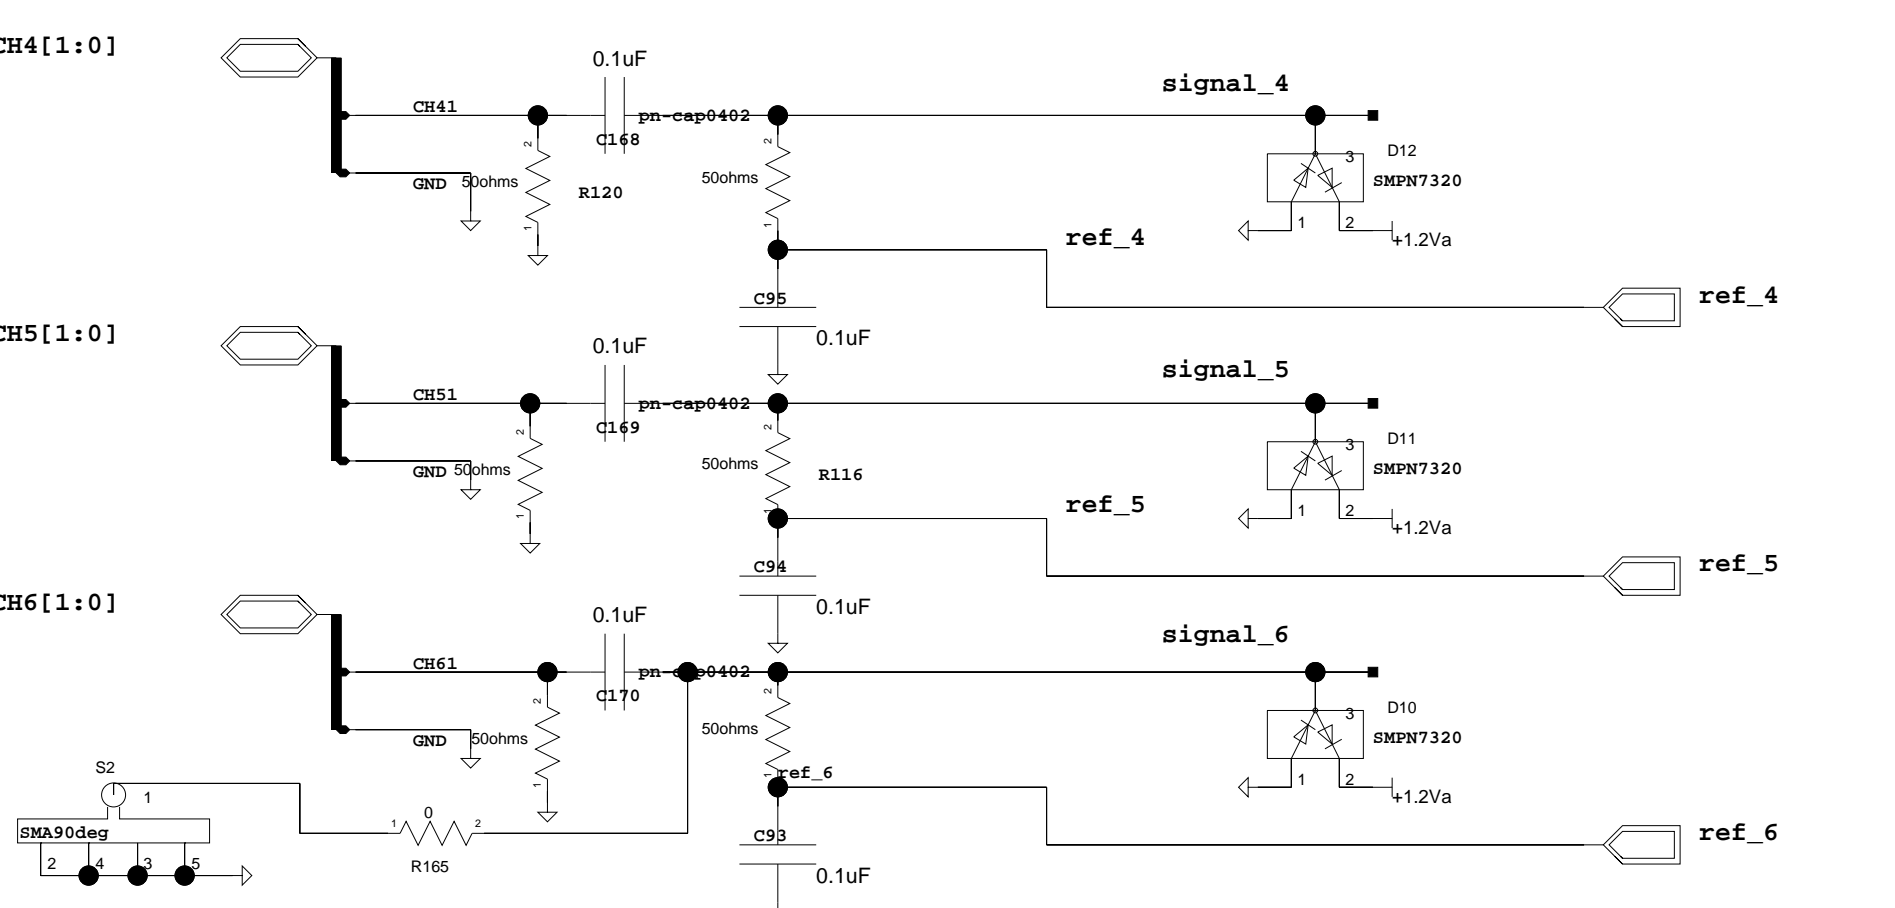 CH4[1:0]
0.1uF
signal_4
CH41
pn-cap0402
C168
2
2
3
D12
GND
50ohms
R120
50ohms
SMPN7320
1
1
1
2
+1.2Va
ref_4
C95
ref_4
0.1uF
CH5[1:0]
0.1uF
signal_5
CH51
pn-cap0402
C169
2
2
3
D11
GND
50ohms
50ohms
R116
SMPN7320
1
1
1
2
+1.2Va
ref_5
C94
ref_5
0.1uF
CH6[1:0]
0.1uF
signal_6
CH61
pn-cap0402
C170
2
2
3
D10
GND
50ohms
50ohms
SMPN7320
1
1
ref_6
1
2
+1.2Va
S2
1
0
1
2
SMA90deg
R165
C93
ref_6
2
4
3
5
0.1uF